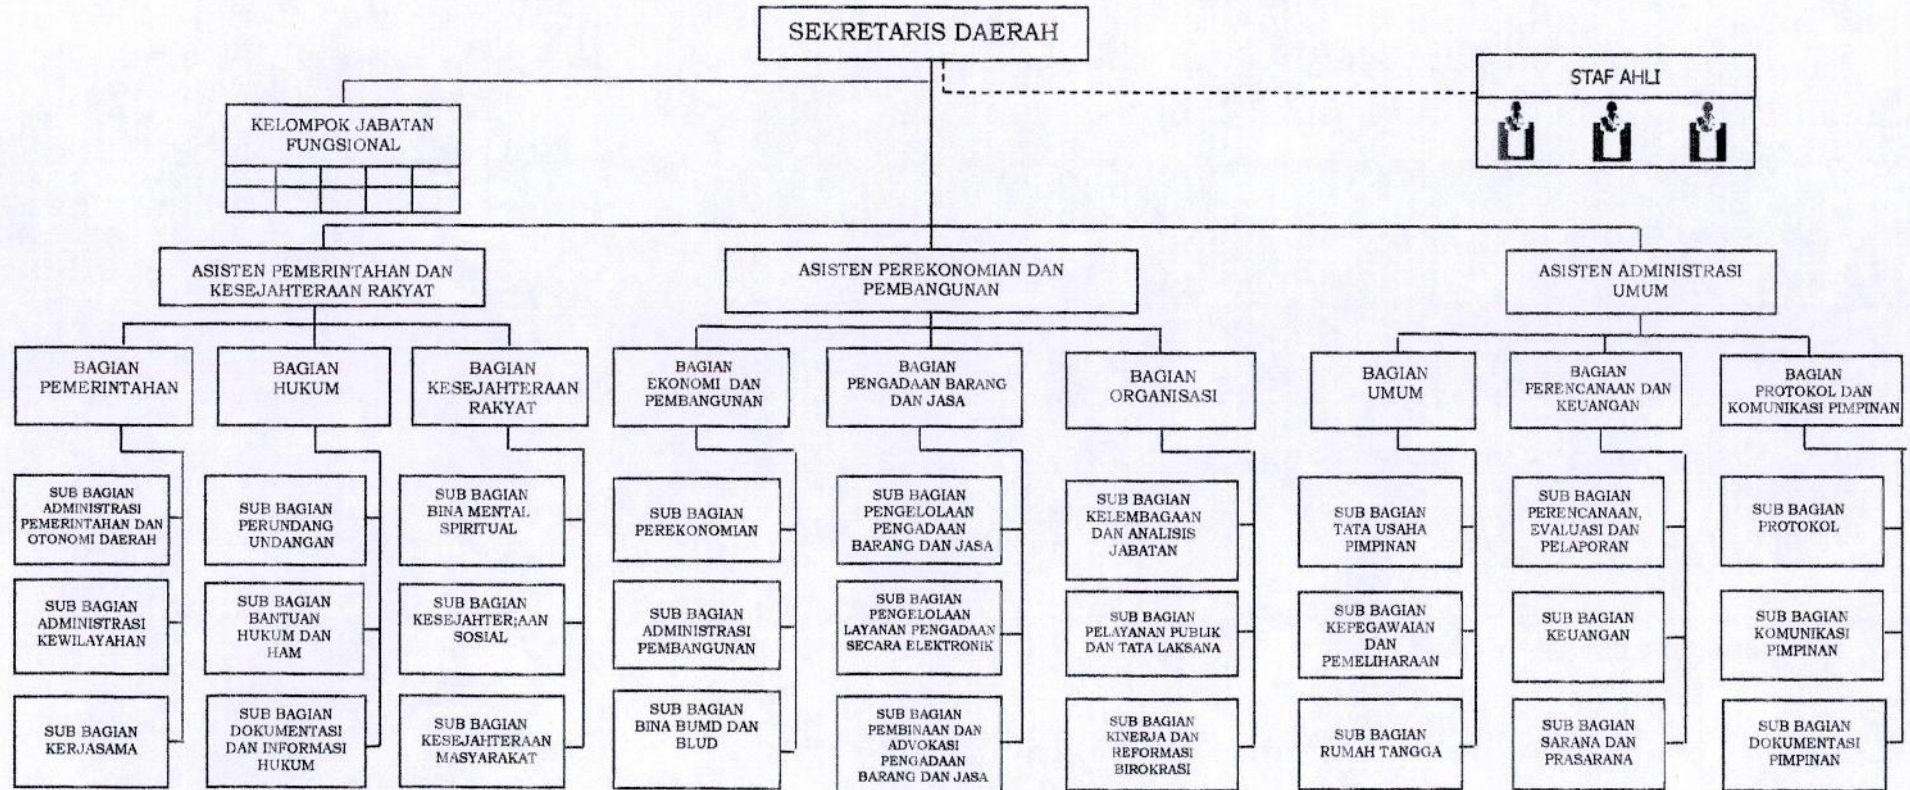 SEKRETARIS DAERAH
STAF AHLI
KELOMPOK JABATAN
FUNGSIONAL
ASISTEN PEMERINTAHAN DAN
KESEJAHTERAAN RAKYAT
ASISTEN PEREKONOMIAN DAN
PEMBANGUNAN
ASISTEN ADMINISTRASI
UMUM
BAGIAN
PEMERINTAHAN
BAGIAN
HUKUM
BAGIAN
KESEJAHTERAAN
RAKYAT
BAGIAN
EKONOMI DAN
PEMBANGUNAN
BAGIAN
PENGADAAN BARANG
DAN JASA
BAGIAN
ORGANISASI
BAGIAN
UMUM
BAGIAN
PERENCANAAN DAN
KEUANGAN
BAGIAN
PROTOKOL DAN
KOMUNIKASI PIMPINAN
SUB BAGIAN
ADMINISTRASI
PEMERINTAHAN DAN
OTONOMI DAERAH
SUB BAGIAN
PERUNDANG
UNDANGAN
SUB BAGIAN
BINA MENTAL
SPIRITUAL
SUB BAGIAN
PEREKONOMIAN
SUB BAGIAN
PENGELOLAAN
PENGADAAN
BARANG DAN JASA
SUB BAGIAN
KELEMBAGAAN
DAN ANALISIS
JABATAN
SUB BAGIAN
TATA USAHA
PIMPINAN
SUB BAGIAN
PERENCANAAN,
EVALUASI DAN
PELAPORAN
SUB BAGIAN
PROTOKOL
SUB BAGIAN
ADMINISTRASI
KEWILAYAHAN
SUB BAGIAN
BANTUAN
HUKUM DAN
HAM
SUB BAGIAN
KESEJAHTER;AAN
SOSIAL
SUB BAGIAN
ADMINISTRASI
PEMBANGUNAN
SUB BAGIAN
PENGELOLAAN
LAYANAN PENGADAAN
SECARA ELEKTRONIK
SUB BAGIAN
PELAYANAN PUBLIK
DAN TATA LAKSANA
SUB BAGIAN
KEPEGAWAIAN
DAN
PEMELIHARAAN
SUB BAGIAN
KEUANGAN
SUB BAGIAN
KOMUNIKASI
PIMPINAN
SUB BAGIAN
KERJASAMA
SUB BAGIAN
DOKUMENTASI
DAN INFORMASI
HUKUM
SUB BAGIAN
KESEJAHTERAAN
MASYARAKAT
SUB BAGIAN
BINA BUMD DAN
BLUD
SUB BAGIAN
PEMBINAAN DAN
ADVOKASI
PENGADAAN
BARANG DAN JASA
SUB BAGIAN
KINERJA DAN
REFORMASI
BIROKRASI
SUB BAGIAN
RUMAH TANGGA
SUB BAGIAN
SARANA DAN
PRASARANA
SUB BAGIAN
DOKUMENTASI
PIMPINAN